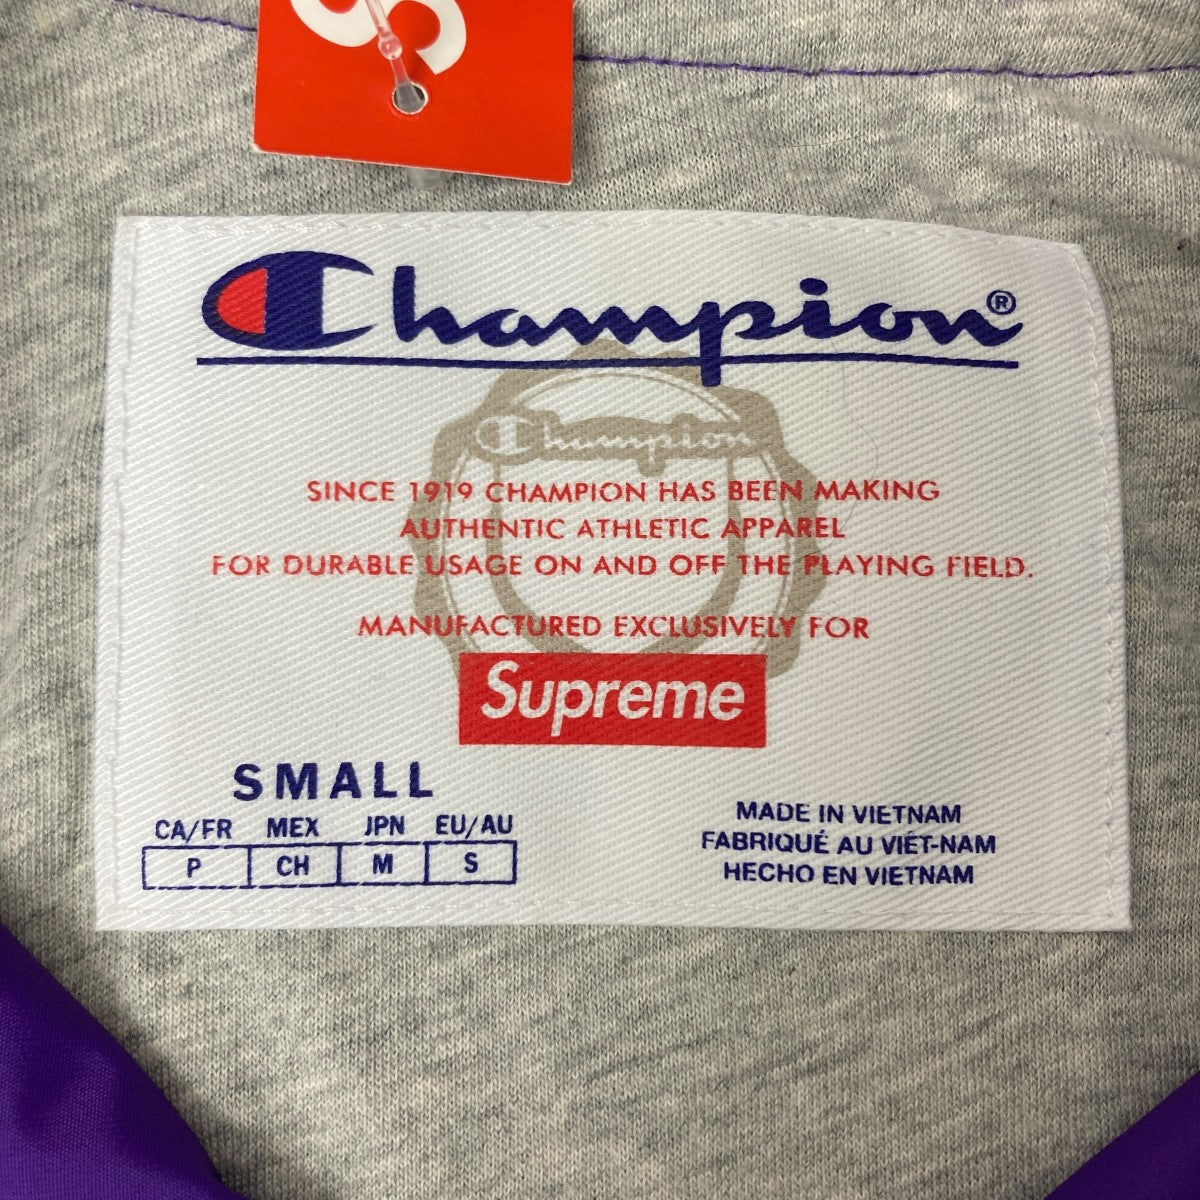 Champion®
Champion
SINCE 1919 CHAMPION HAS BEEN MAKING
AUTHENTIC ATHLETIC APPAREL
FOR DURABLE USAGE ON AND OFF THE PLAYING FIELD.
MANUFACTURED EXCLUSIVELY FOR
Supreme
SMALL
CA/FR MEX JPN EU/AU
P CH M S
MADE IN VIETNAM
FABRIQUÉ AU VIÊT-NAM
HECHO EN VIETNAM